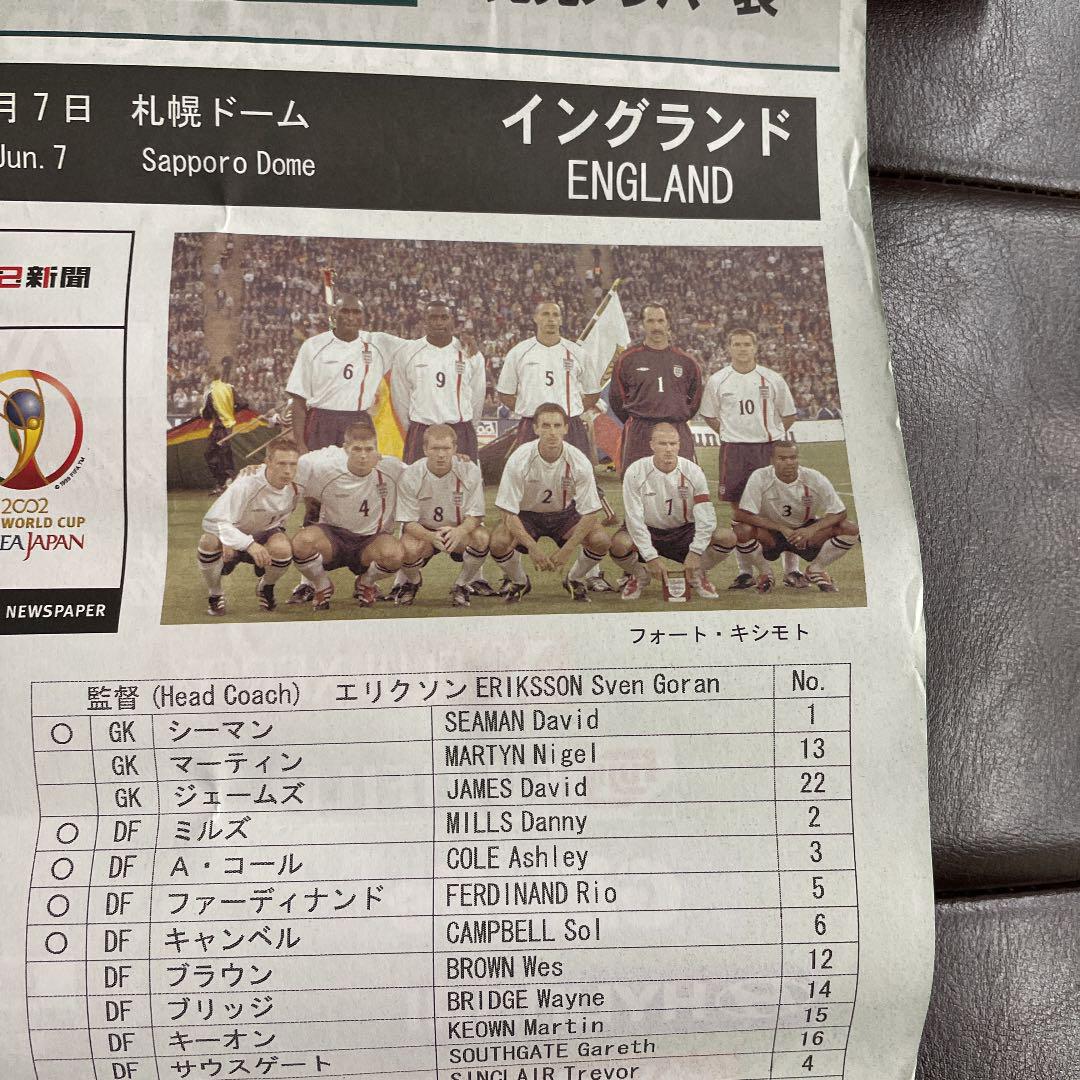 月7日 札幌ドーム
Jun. 7 Sapporo Dome
イングランド
ENGLAND
新聞
2002
WORLD CUP
EA JAPAN
NEWSPAPER
6
9
5
1
10
4
8
2
7
3
フォート・キシモト
監督 (Head Coach) エリクソン ERIKSSON Sven Goran No.
○ GK シーマン SEAMAN David 1
GK マーティン MARTYN Nigel 13
GK ジェームズ JAMES David 22
○ DF ミルズ MILLS Danny 2
○ DF A・コール COLE Ashley 3
○ DF ファーディナンド FERDINAND Rio 5
○ DF キャンベル CAMPBELL Sol 6
DF ブラウン BROWN Wes 12
DF ブリッジ BRIDGE Wayne 14
DF キーオン KEOWN Martin 15
DF サウスゲート SOUTHGATE Gareth 16
SINCLAIR Trevor 4